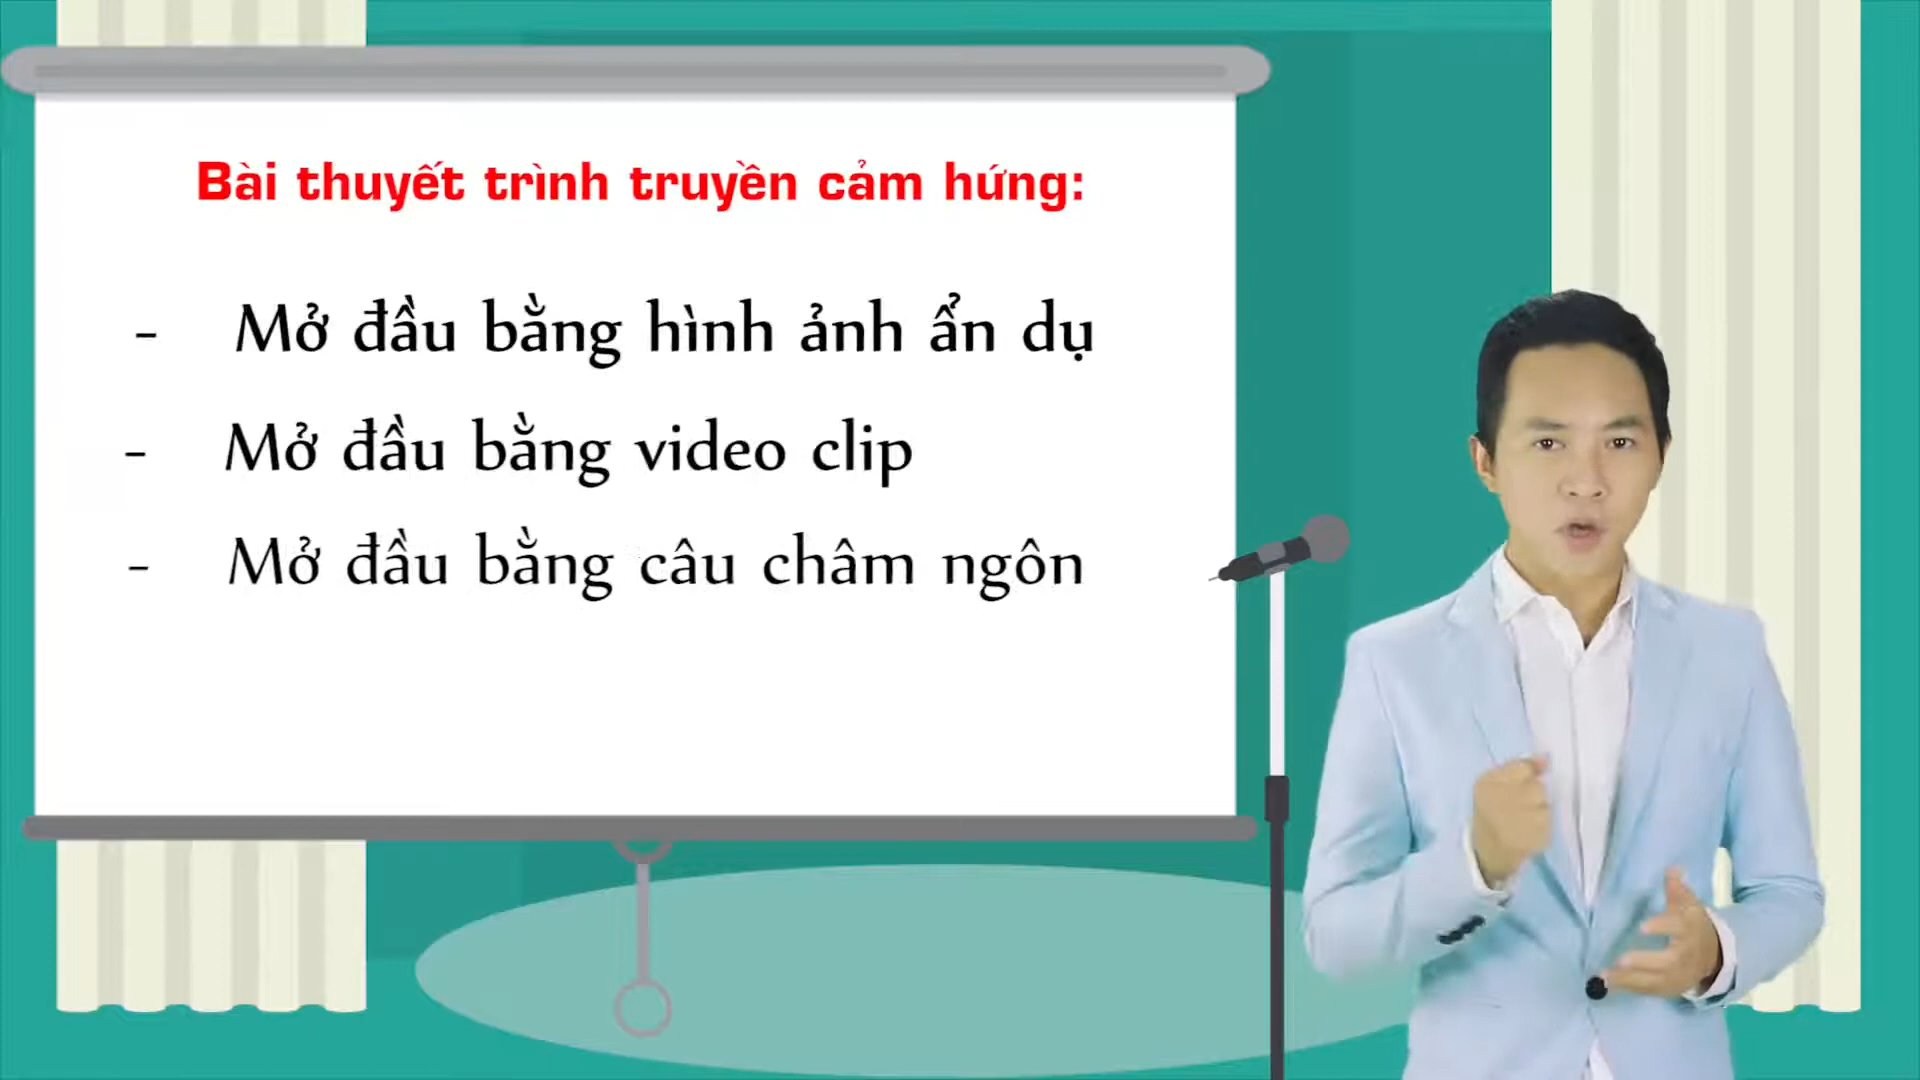 Bài thuyết trình truyền cảm hứng:
- Mở đầu bằng hình ảnh ẩn dụ
- Mở đầu bằng video clip
- Mở đầu bằng câu châm ngôn